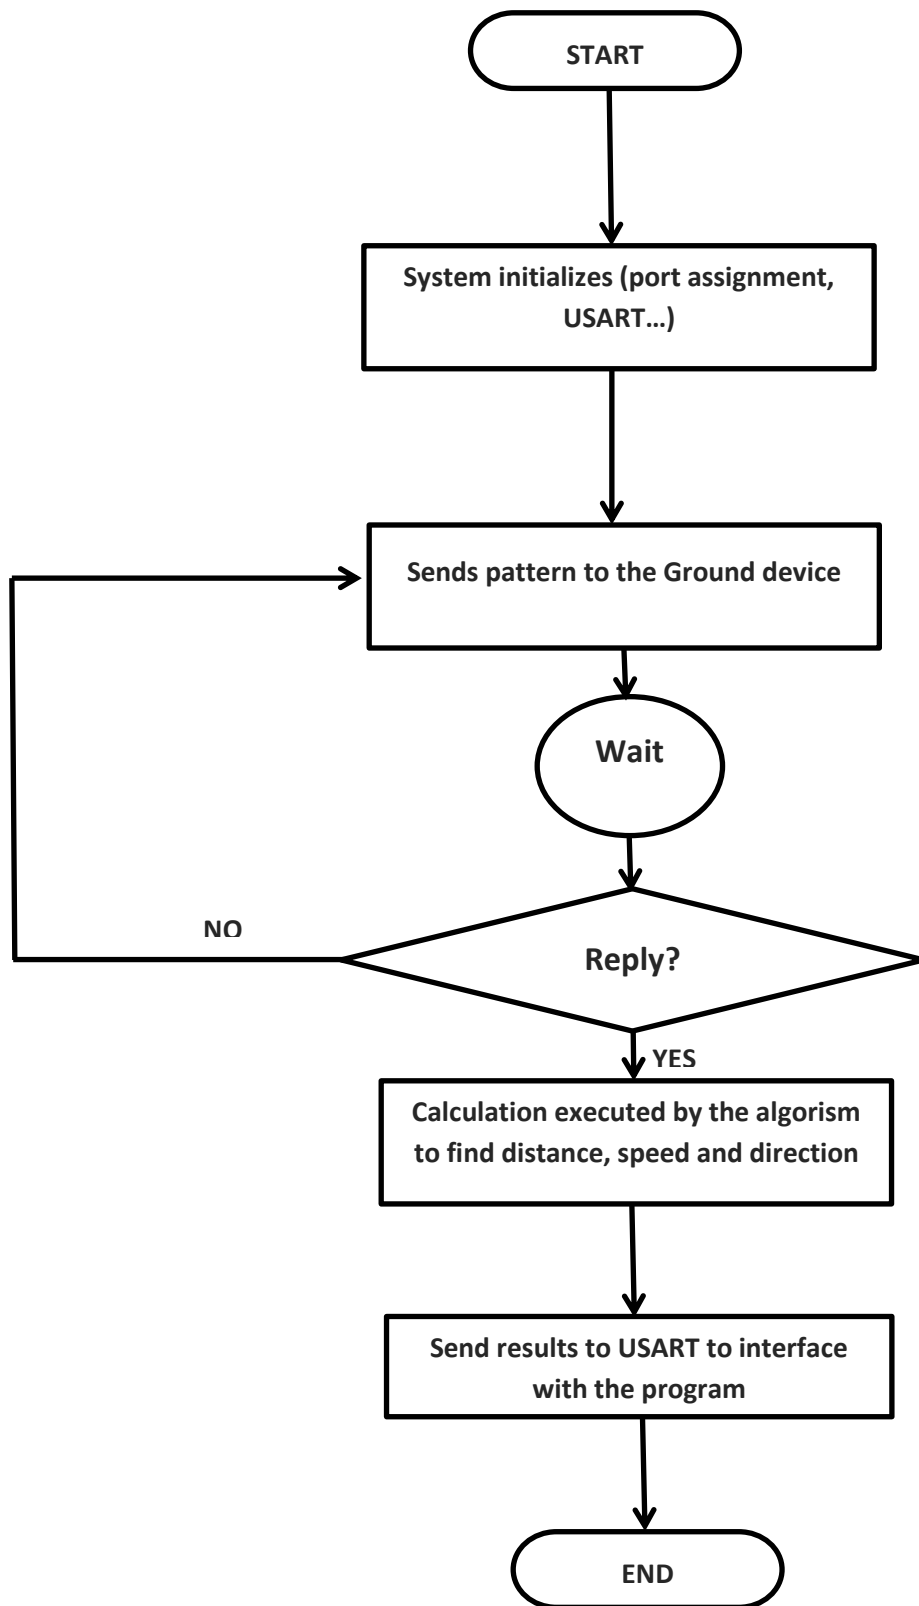 START
System initializes (port assignment,
USART…)
Sends pattern to the Ground device
Wait
Reply?
NO
YES
Calculation executed by the algorism
to find distance, speed and direction
Send results to USART to interface
with the program
END